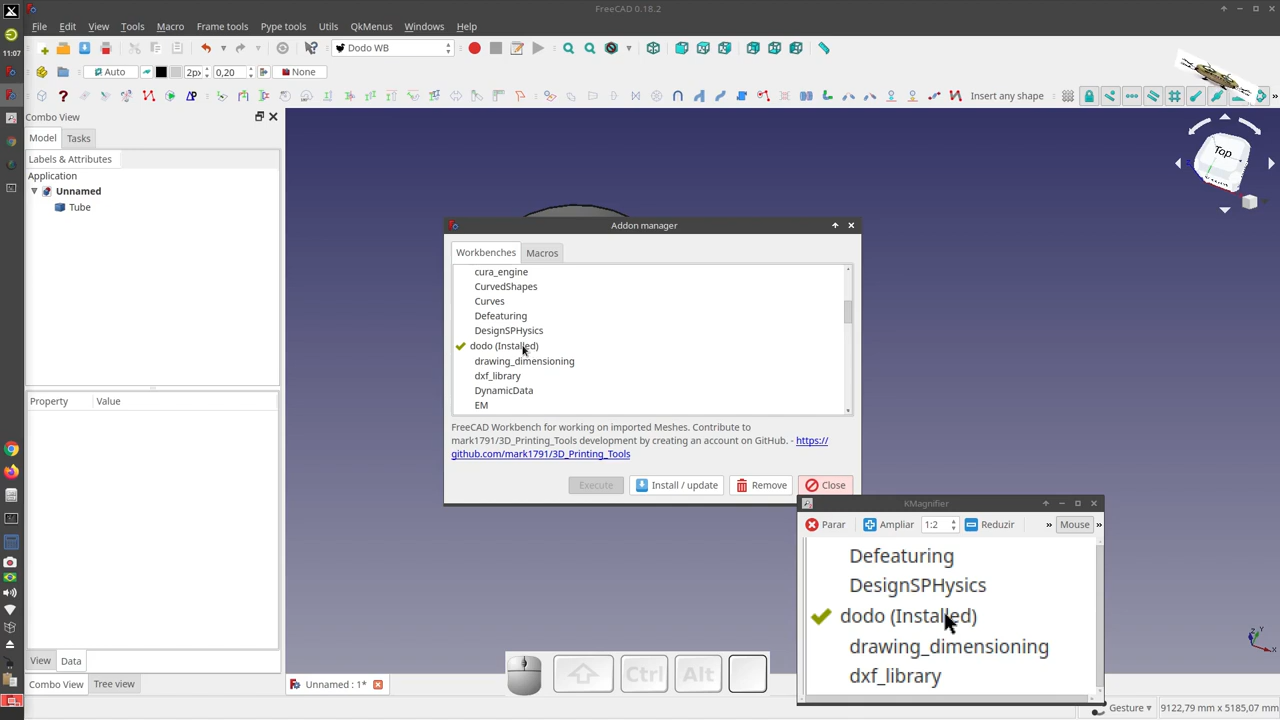 FreeCAD 0.18.2
File Edit View Tools Macro Frame tools Pype tools Utils QkMenus Windows Help
11:07
Dodo WB
Auto 2px 0,20 None
Insert any shape
Combo View
Model Tasks
Labels & Attributes
Application
Unnamed
Tube
Top
Addon manager
Workbenches Macros
cura_engine
CurvedShapes
Curves
Defeaturing
DesignSPHysics
dodo (Installed)
drawing_dimensioning
dxf_library
DynamicData
EM
FreeCAD Workbench for working on imported Meshes. Contribute to
mark1791/3D_Printing_Tools development by creating an account on GitHub. - https://
github.com/mark1791/3D_Printing_Tools
Execute Install / update Remove Close
Property Value
KMagnifier
Parar Ampliar 1:2 Reduzir » Mouse »
Defeaturing
DesignSPHysics
dodo (Installed)
drawing_dimensioning
dxf_library
View Data
Combo View Tree view
Unnamed : 1*
Ctrl Alt
Z Y
X
Gesture 9122,79 mm x 5185,07 mm